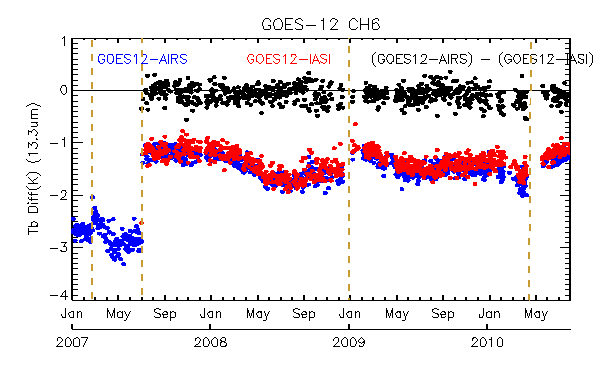 GOES-12 CH6
GOES12-AIRS GOES12-IASI (GOES12-AIRS) - (GOES12-IASI)
Tb Diff(K) (13.3um)
1
0
-1
-2
-3
-4
Jan May Sep Jan May Sep Jan May Sep Jan May
2007 2008 2009 2010